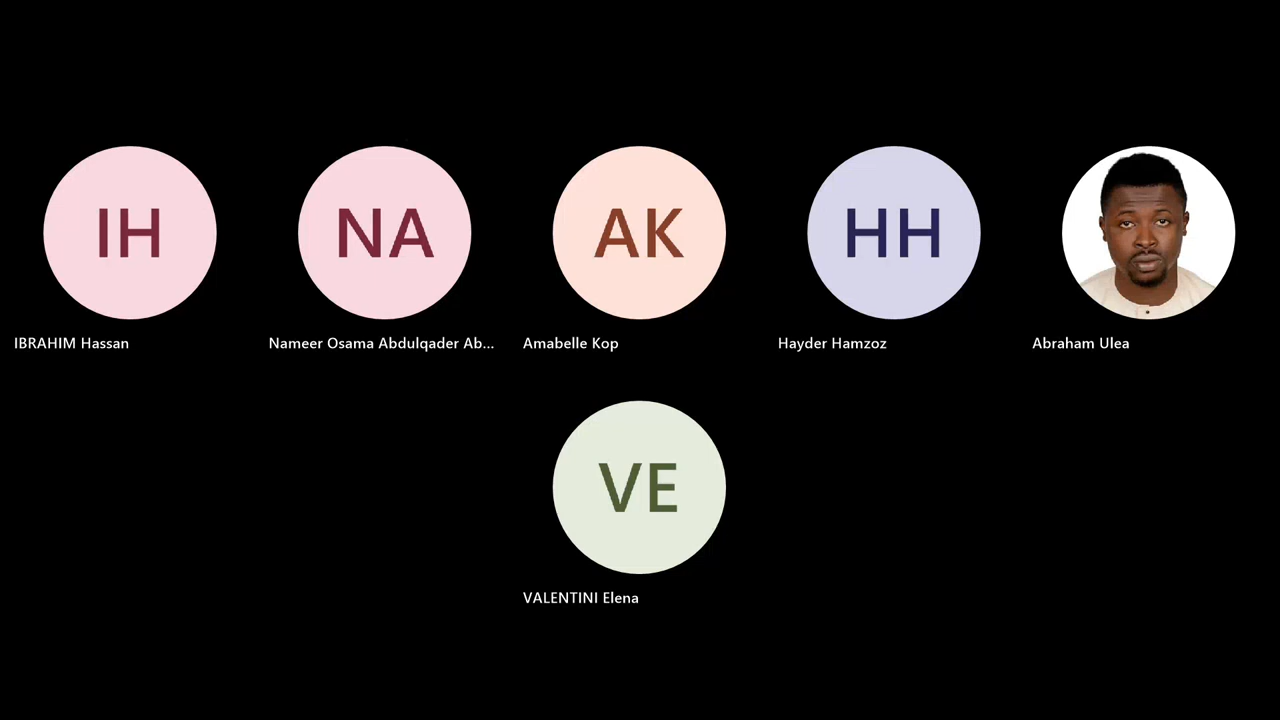 IH
NA
AK
HH
IBRAHIM Hassan
Nameer Osama Abdulqader Ab...
Amabelle Kop
Hayder Hamzoz
Abraham Ulea
VE
VALENTINI Elena